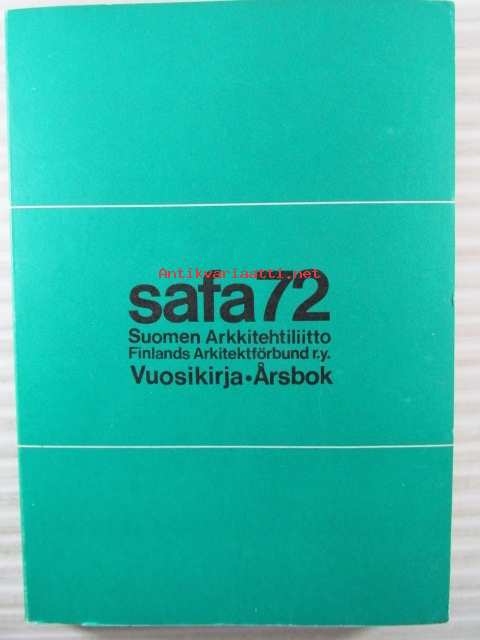 Antikvariaatti.net
safa72
Suomen Arkkitehtiliitto
Finlands Arkitektförbund r.y.
Vuosikirja•Årsbok